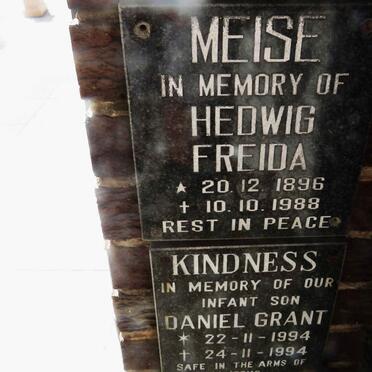 MEISE
IN MEMORY OF
HEDWIG
FREIDA
★ 20.12.1896
✝ 10.10.1988
REST IN PEACE
KINDNESS
IN MEMORY OF OUR
INFANT SON
DANIEL GRANT
✶ 22-11-1994
✝ 24-11-1994
SAFE IN THE ARMS OF